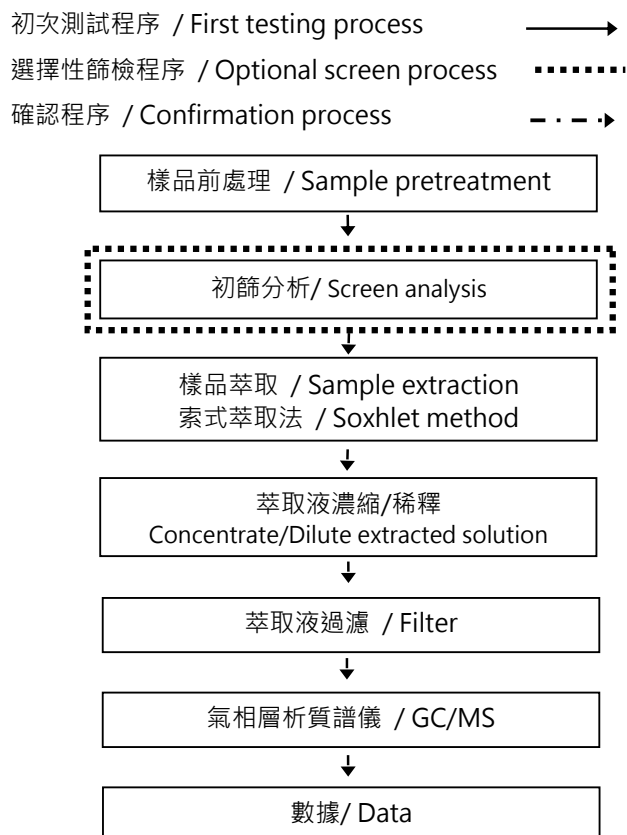 初次測試程序 / First testing process
選擇性篩檢程序 / Optional screen process
確認程序 / Confirmation process
樣品前處理 / Sample pretreatment
初篩分析/ Screen analysis
樣品萃取 / Sample extraction
索式萃取法 / Soxhlet method
萃取液濃縮/稀釋
Concentrate/Dilute extracted solution
萃取液過濾 / Filter
氣相層析質譜儀 / GC/MS
數據/ Data